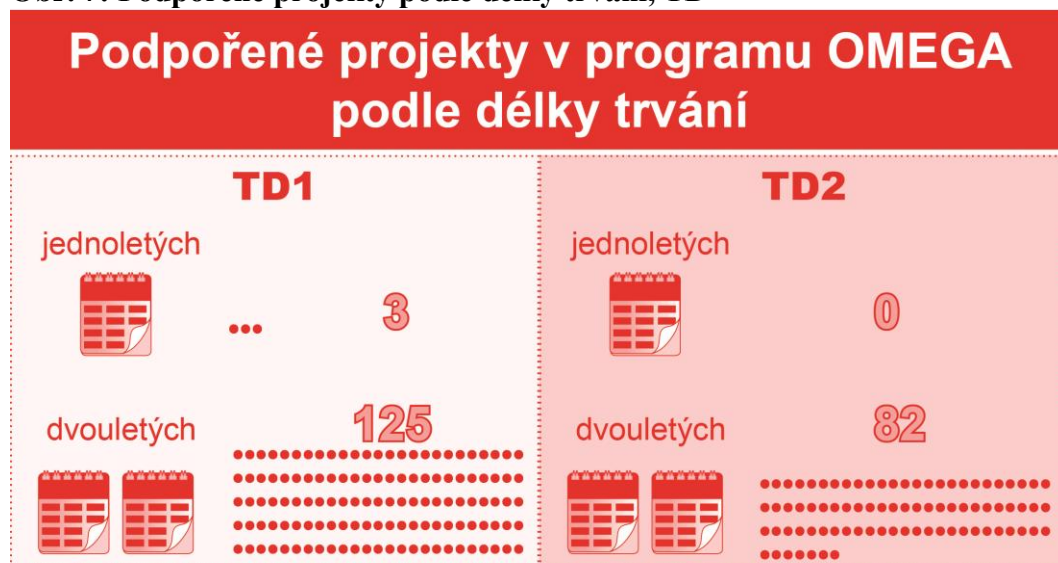 Podpořené projekty v programu OMEGA
podle délky trvání
TD1
jednoletých
3
dvouletých
125
TD2
jednoletých
0
dvouletých
82